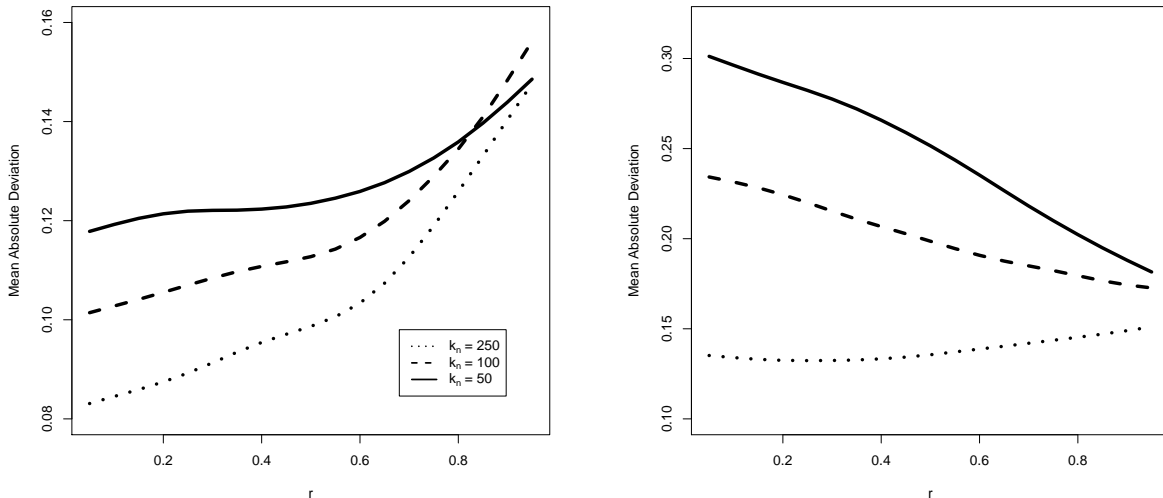 Mean Absolute Deviation
0.16
0.14
0.12
0.10
0.08
0.2 0.4 0.6 0.8
r
k_n = 250
k_n = 100
k_n = 50
Mean Absolute Deviation
0.30
0.25
0.20
0.15
0.10
0.2 0.4 0.6 0.8
r